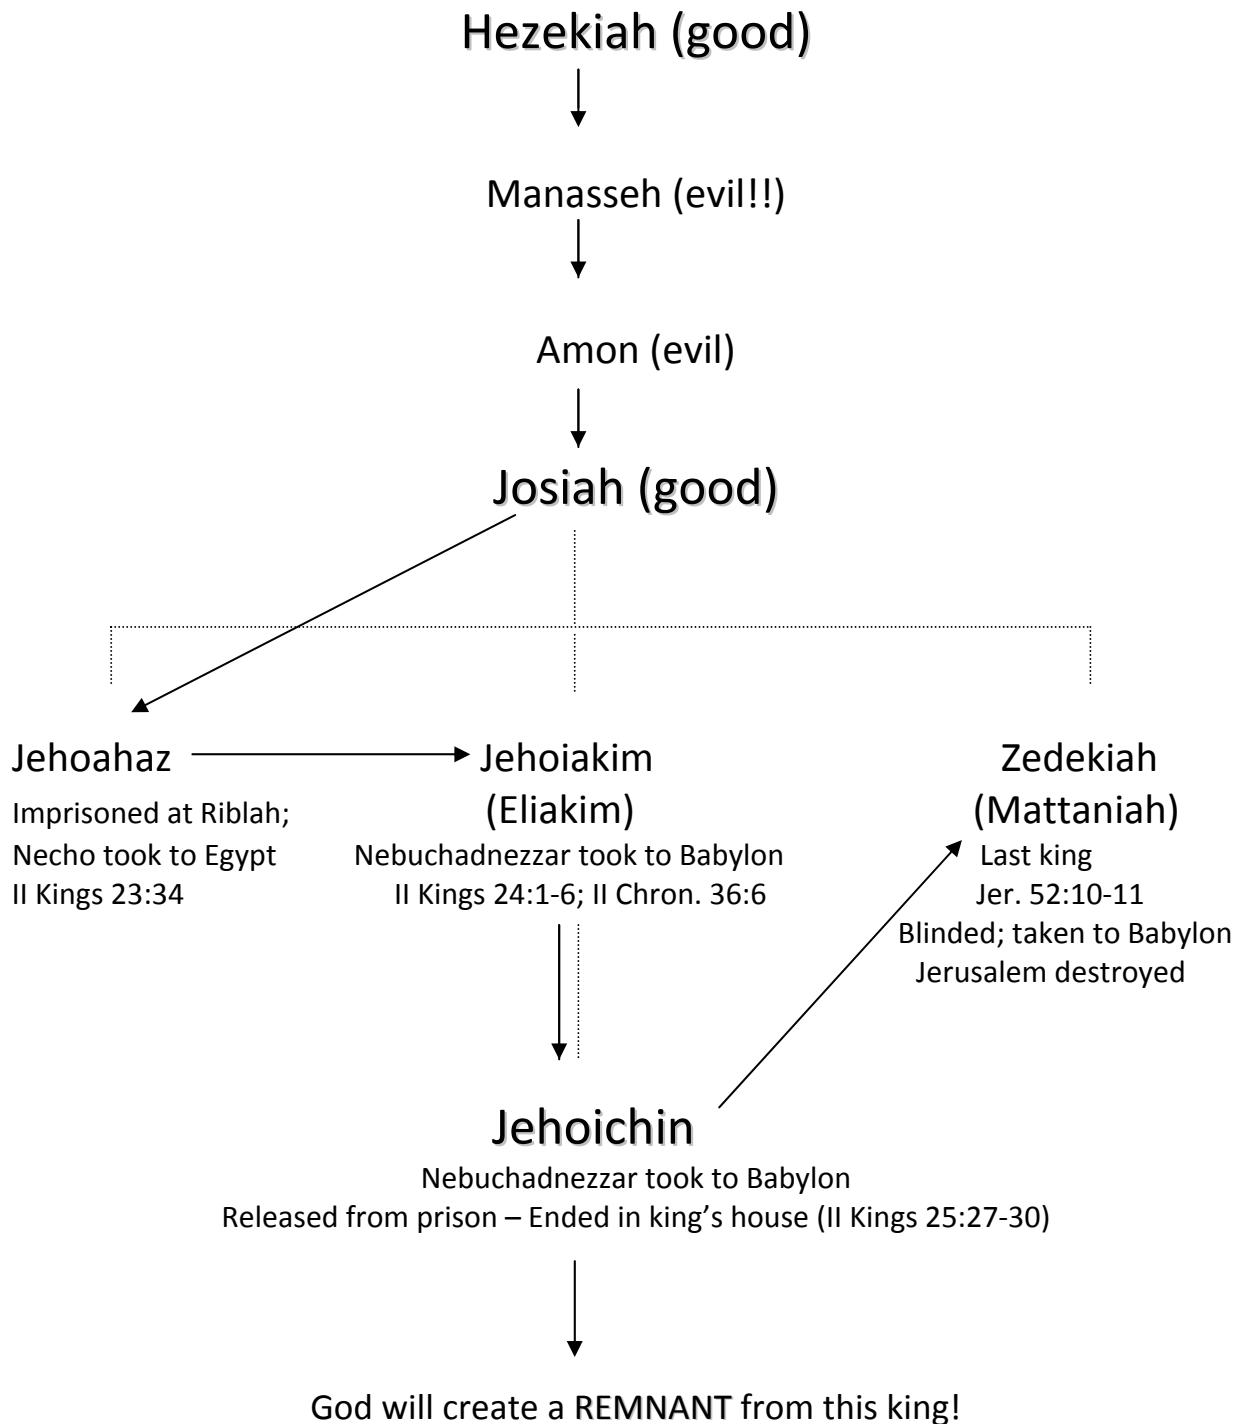 Hezekiah (good)
Manasseh (evil!!)
Amon (evil)
Josiah (good)
Jehoahaz
Imprisoned at Riblah;
Necho took to Egypt
II Kings 23:34
Jehoiakim
(Eliakim)
Nebuchadnezzar took to Babylon
II Kings 24:1-6; II Chron. 36:6
Zedekiah
(Mattaniah)
Last king
Jer. 52:10-11
Blinded; taken to Babylon
Jerusalem destroyed
Jehoichin
Nebuchadnezzar took to Babylon
Released from prison – Ended in king’s house (II Kings 25:27-30)
God will create a REMNANT from this king!